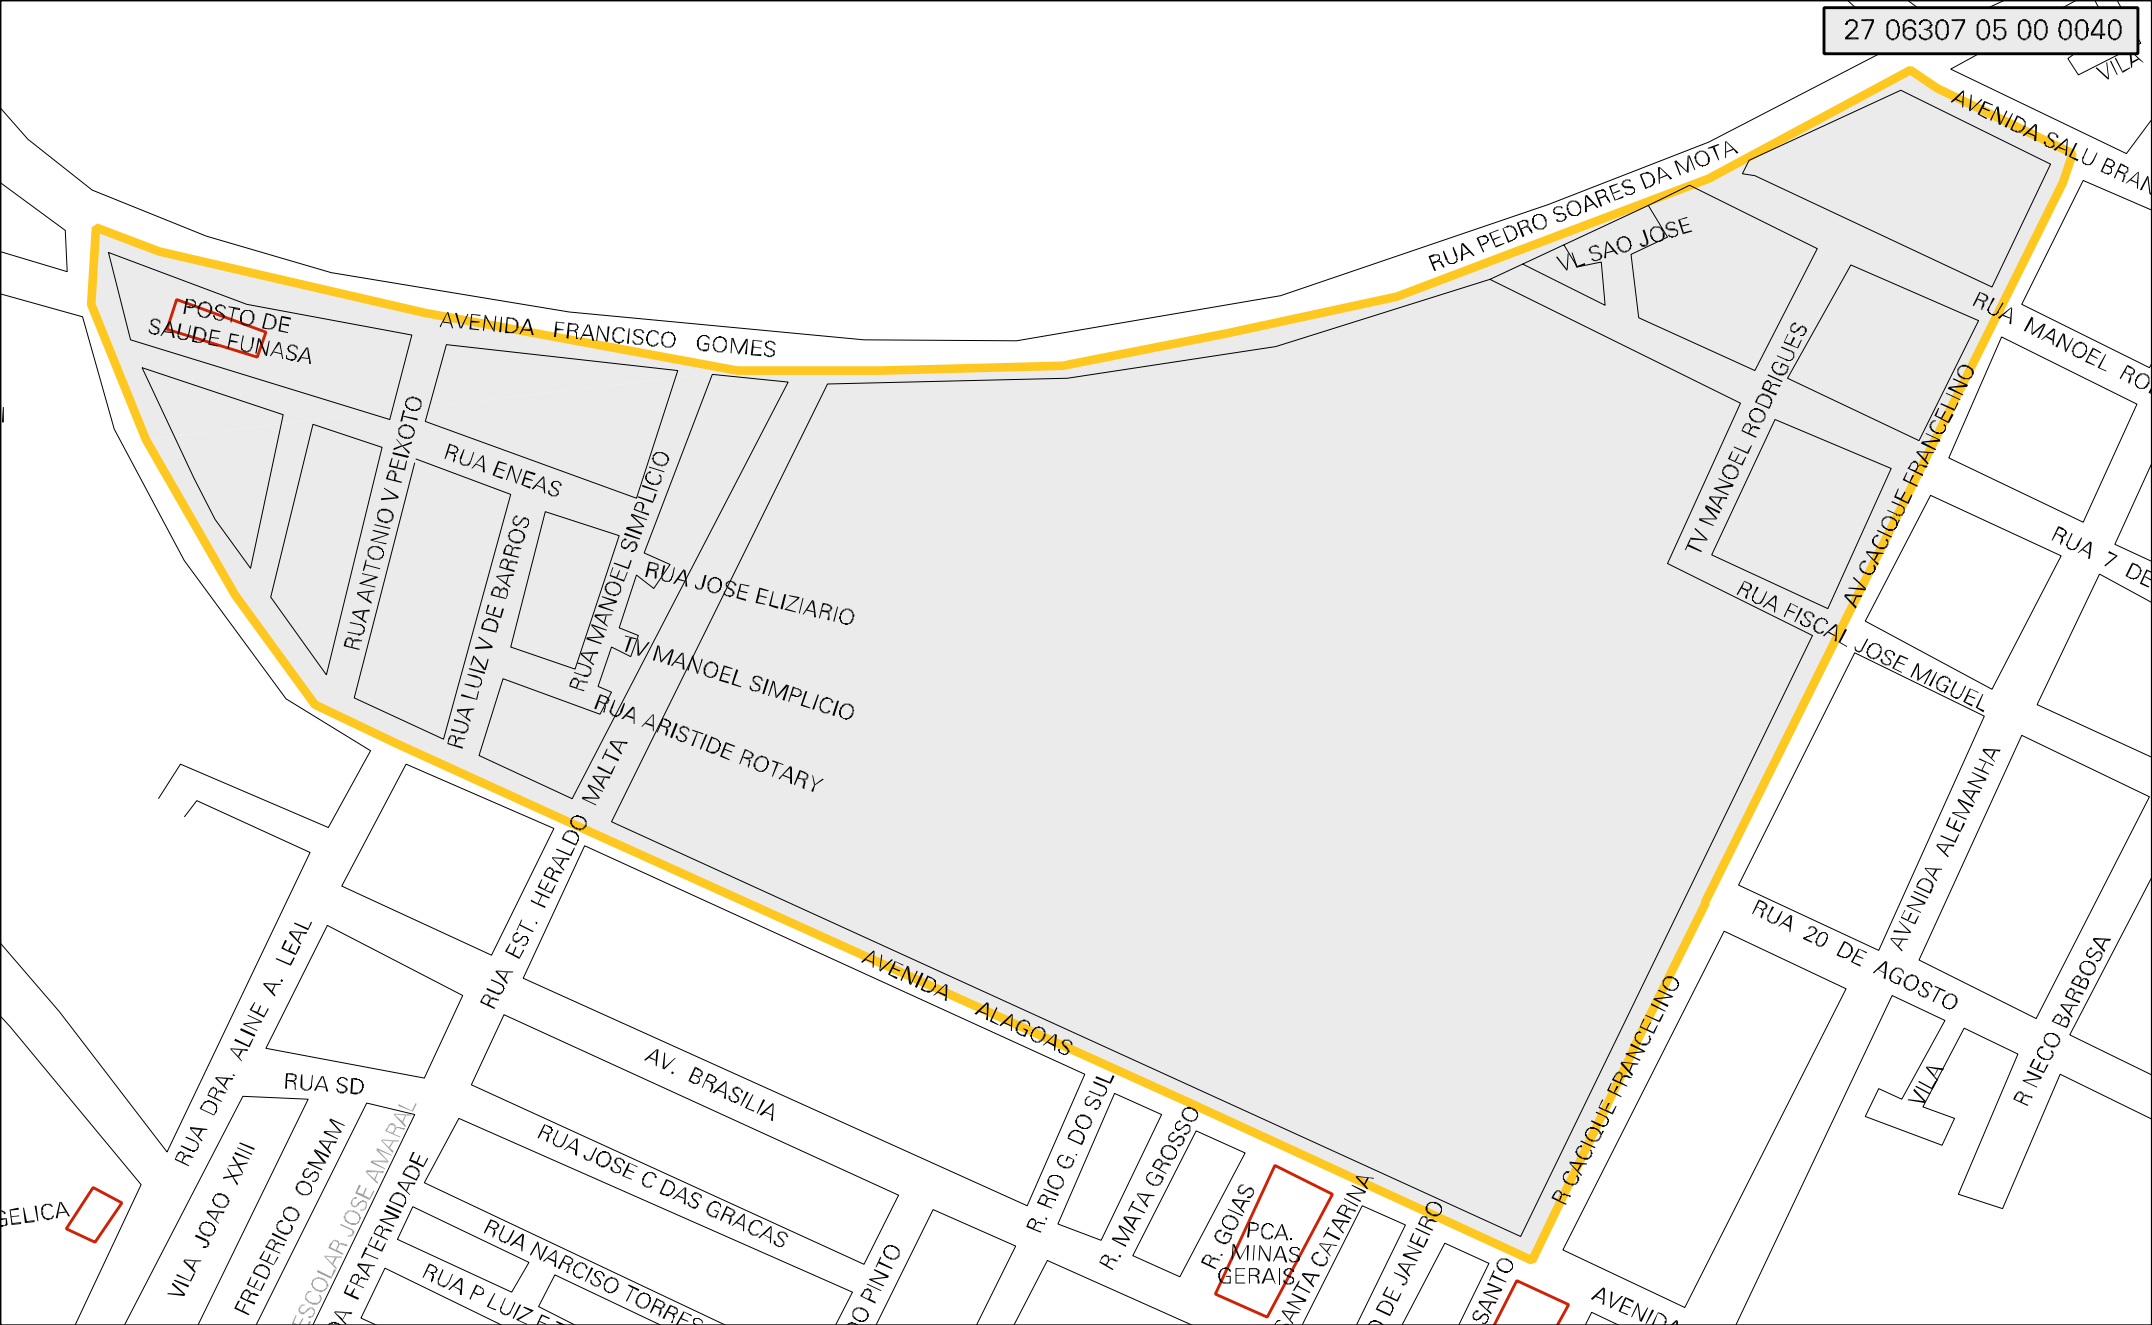 27 06307 05 00 0040
VILA
AVENIDA SALU BRAN
RUA PEDRO SOARES DA MOTA
VL SAO JOSE
POSTO DE
SAUDE FUNASA
AVENIDA FRANCISCO GOMES
RUA MANOEL RO
TV MANOEL RODRIGUES
AV CACIQUE FRANCELINO
RUA ANTONIO V PEIXOTO
RUA ENEAS
RUA MANOEL SIMPLICIO
RUA LUIZ V DE BARROS
RUA 7 DE
RUA JOSE ELIZIARIO
RUA FISCAL JOSE MIGUEL
TV MANOEL SIMPLICIO
RUA ARISTIDE ROTARY
RUA EST. HERALDO MALTA
AVENIDA ALEMANHA
RUA 20 DE AGOSTO
RUA DRA. ALINE A. LEAL
AVENIDA ALAGOAS
R CACIQUE FRANCELINO
R NECO BARBOSA
VILA
RUA SD
AV. BRASILIA
R. RIO G. DO SUL
R. MATA GROSSO
RUA JOSE C DAS GRACAS
VILA JOAO XXIII
FREDERICO OSMAM
ESCOLAR JOSE AMARAL
DA FRATERNIDADE
GELICA
R. GOIAS
PCA.
MINAS
GERAIS
SANTA CATARINA
O DE JANEIRO
SANTO
RUA NARCISO TORRES
RUA P LUIZ E T
DO PINTO
AVENIDA